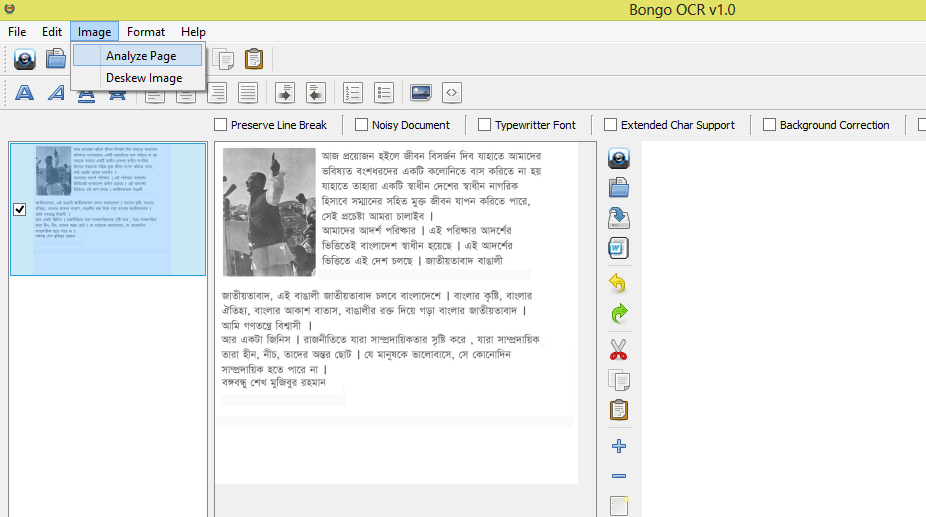 Bongo OCR v1.0
File Edit Image Format Help
Analyze Page
Deskew Image
Preserve Line Break Noisy Document Typewriter Font Extended Char Support Background Correction
আজ প্রয়োজন হইলে জীবন বিসর্জন দিব যাহাতে আমাদের
ভবিষ্যত বংশধরদের একটি কলোনিতে বাস করিতে না হয়
যাহাতে তাহারা একটি স্বাধীন দেশের স্বাধীন নাগরিক
হিসাবে সম্মানের সহিত মুক্ত জীবন যাপন করিতে পারে,
সেই প্রচেষ্টা আমরা চালাইব ।
আমাদের আদর্শ পরিষ্কার । এই পরিষ্কার আদর্শের
ভিত্তিতেই বাংলাদেশ স্বাধীন হয়েছে । এই আদর্শের
ভিত্তিতে এই দেশ চলছে । জাতীয়তাবাদ বাঙালী
জাতীয়তাবাদ, এই বাঙালী জাতীয়তাবাদ চলবে বাংলাদেশে । বাংলার কৃষ্টি, বাংলার
ঐতিহ্য, বাংলার আকাশ বাতাস, বাঙালীর রক্ত দিয়ে গড়া বাংলার জাতীয়তাবাদ ।
আমি গণতন্ত্রে বিশ্বাসী ।
আর একটা জিনিস । রাজনীতিতে যারা সাম্প্রদায়িকতার সৃষ্টি করে , যারা সাম্প্রদায়িক
তারা হীন, নীচ, তাদের অন্তর ছোট । যে মানুষকে ভালোবাসে, সে কোনোদিন
সাম্প্রদায়িক হতে পারে না ।
বঙ্গবন্ধু শেখ মুজিবুর রহমান